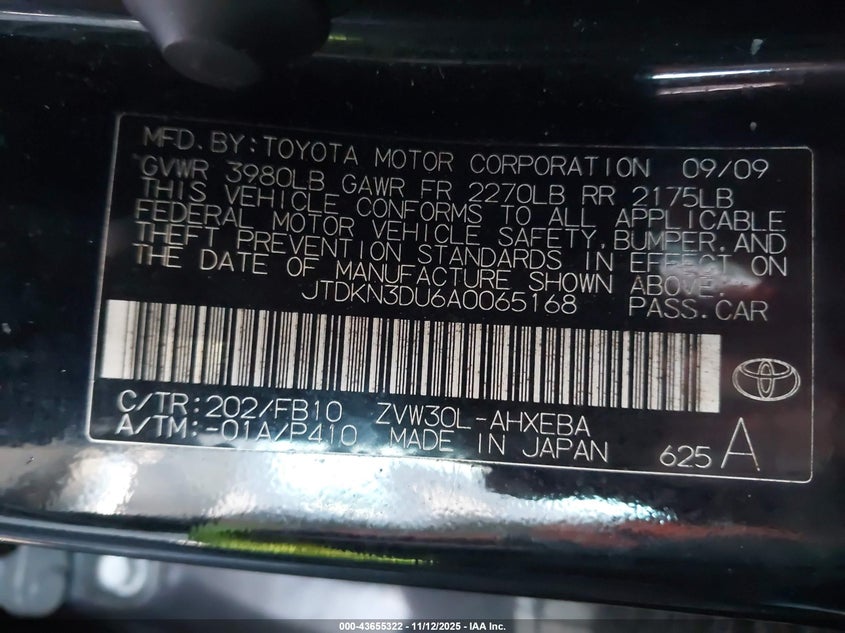 MFD. BY: TOYOTA MOTOR CORPORATION 09/09
GVWR 3980LB GAWR FR 2270LB RR 2175LB
THIS VEHICLE CONFORMS TO ALL APPLICABLE
FEDERAL MOTOR VEHICLE SAFETY, BUMPER, AND
THEFT PREVENTION STANDARDS IN EFFECT ON
THE DATE OF MANUFACTURE SHOWN ABOVE.
JTDKN3DU6A0065168 PASS. CAR
C/TR: 202/FB10 ZVW30L-AHXEBA
A/TM: -01A/P410 MADE IN JAPAN 625 A
000-43655322 - 11/12/2025 - IAA Inc.